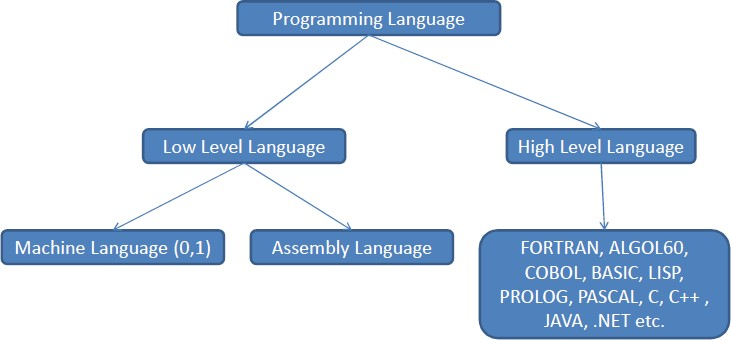 Programming Language
Low Level Language
High Level Language
Machine Language (0,1)
Assembly Language
FORTRAN, ALGOL60,
COBOL, BASIC, LISP,
PROLOG, PASCAL, C, C++ ,
JAVA, .NET etc.